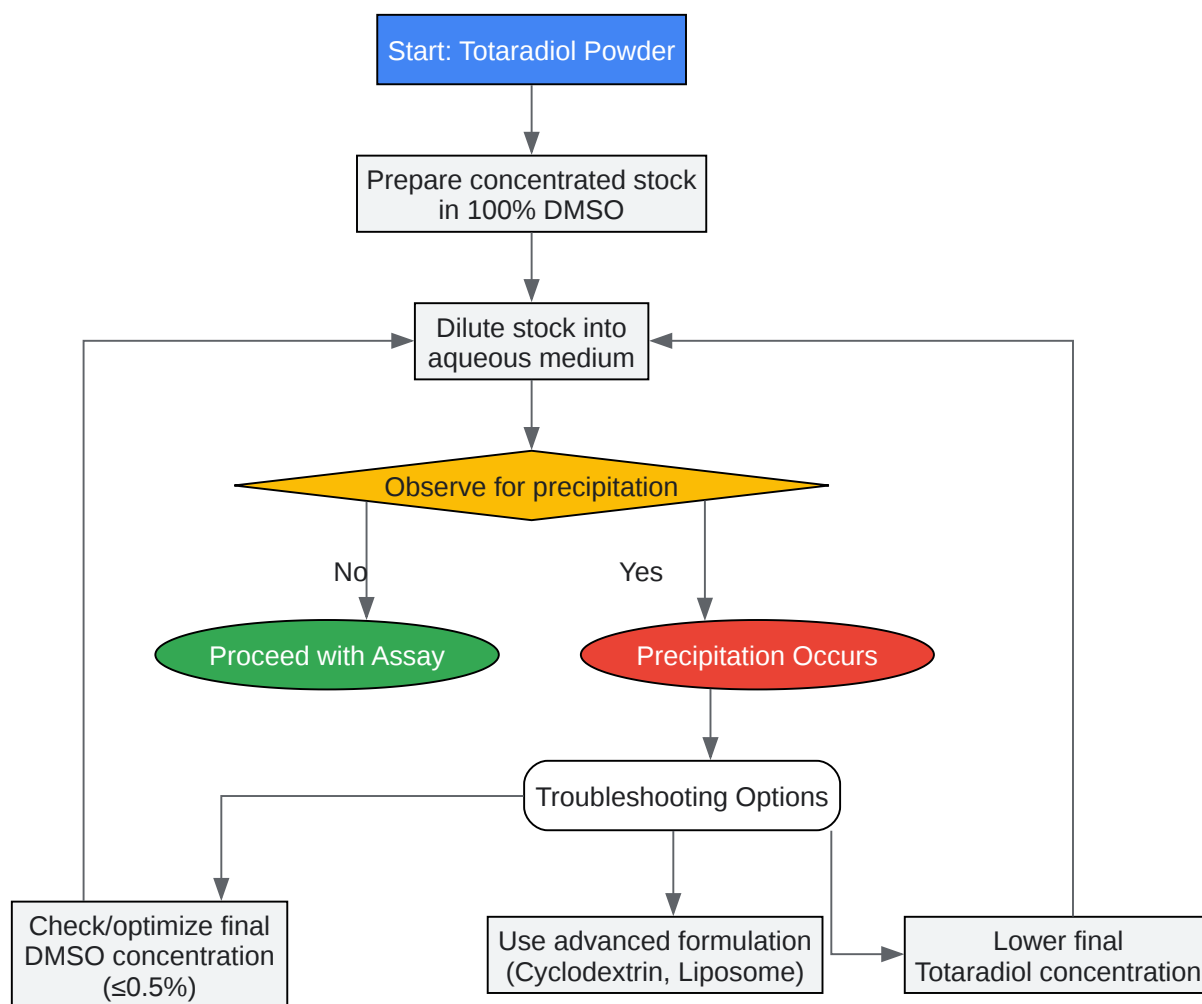 Start: Totaradiol Powder
Prepare concentrated stock
in 100% DMSO
Dilute stock into
aqueous medium
Observe for precipitation
No
Yes
Proceed with Assay
Precipitation Occurs
Troubleshooting Options
Check/optimize final
DMSO concentration
(≤0.5%)
Use advanced formulation
(Cyclodextrin, Liposome)
Lower final
Totaradiol concentration